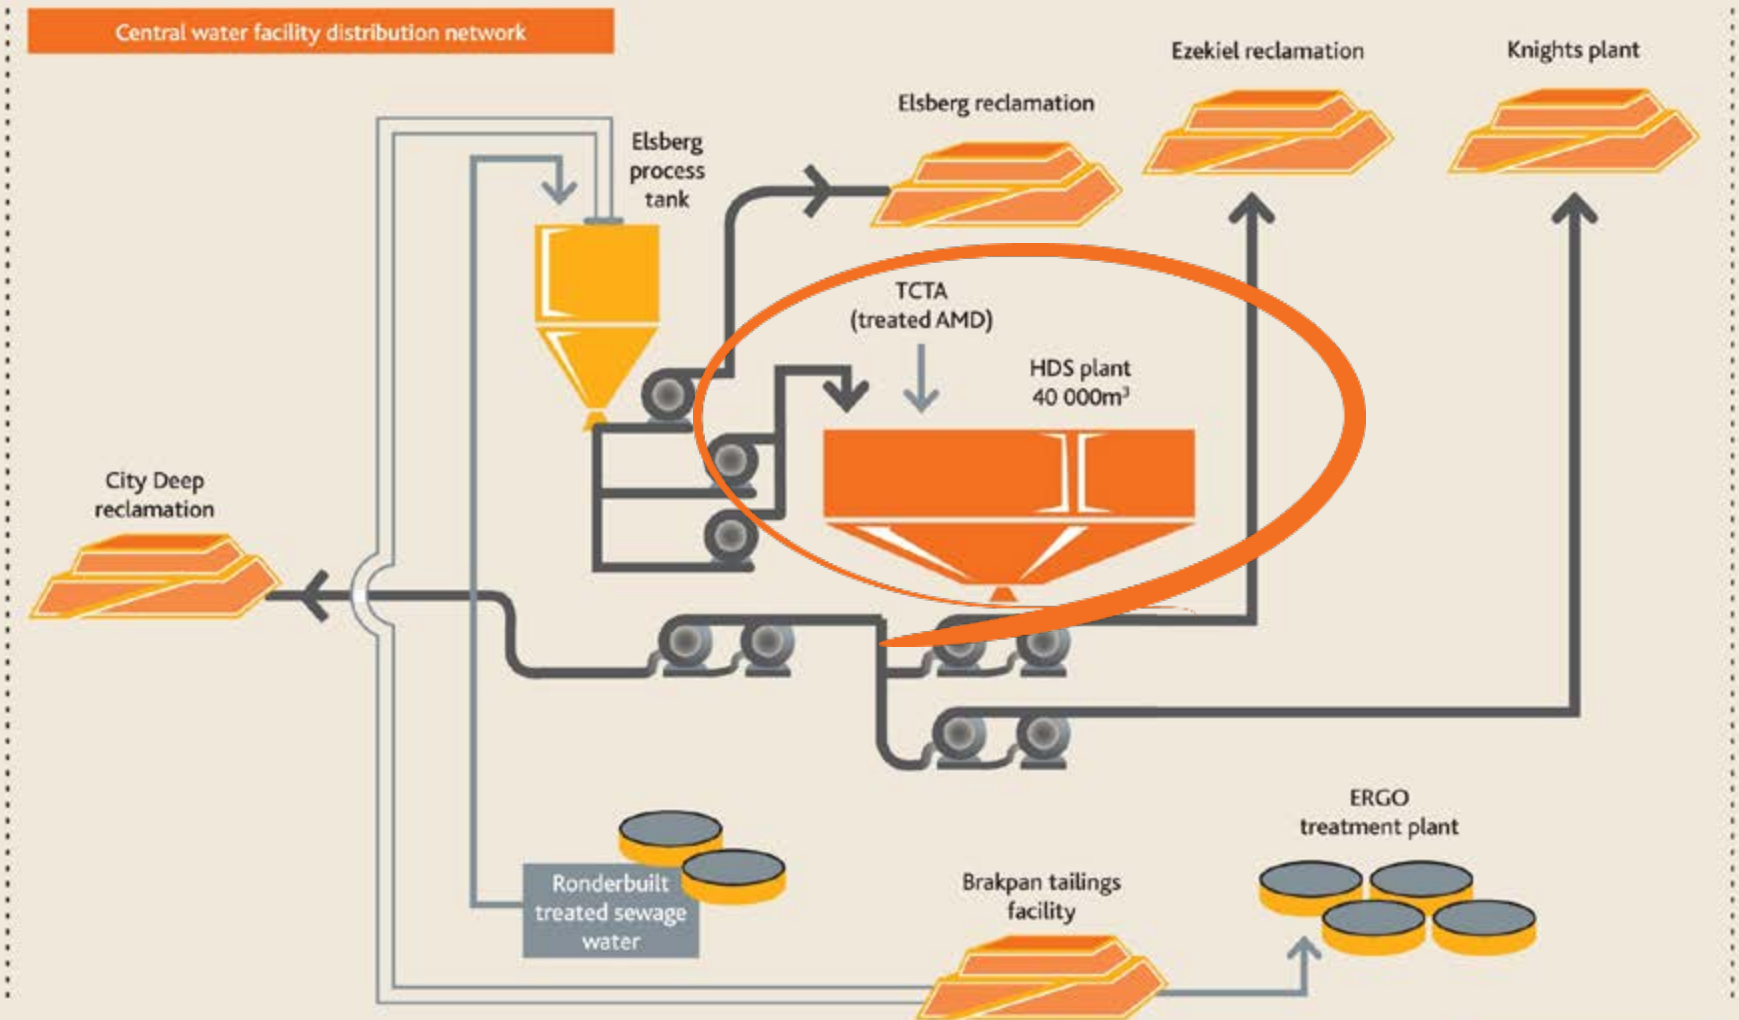 Central water facility distribution network
Ezekiel reclamation
Knights plant
Elsberg reclamation
Elsberg
process
tank
TCTA
(treated AMD)
HDS plant
40 000m³
City Deep
reclamation
ERGO
treatment plant
Ronderbuilt
treated sewage
water
Brakpan tailings
facility